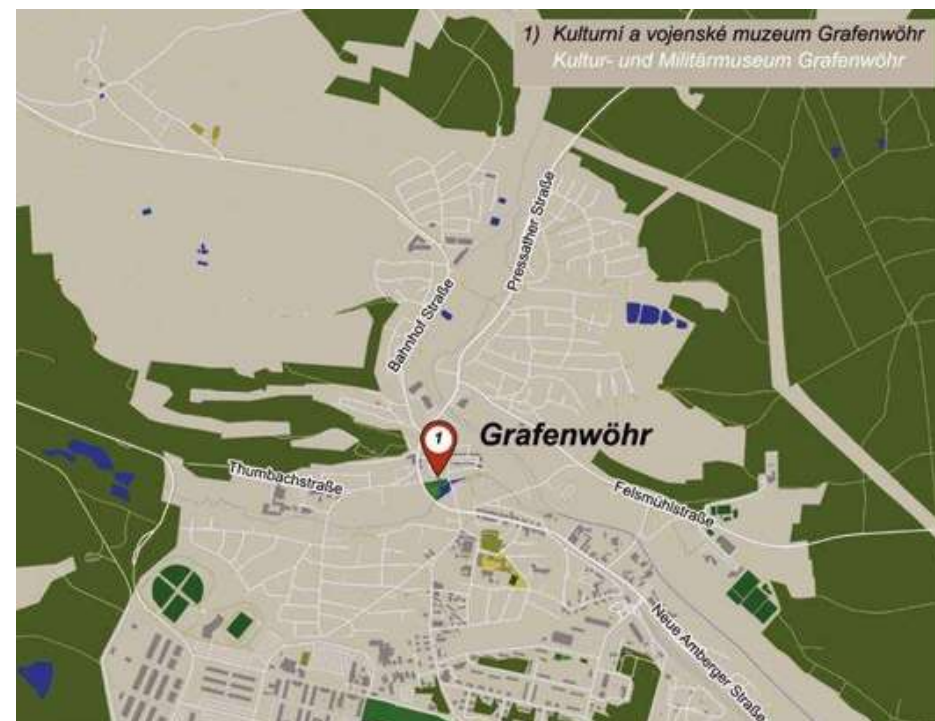 1) Kulturní a vojenské muzeum Grafenwöhr
Kultur- und Militärmuseum Grafenwöhr
Pressather Straße
Bahnhof Straße
1
Grafenwöhr
Thumbachstraße
Felsmühlstraße
Neue Amberger Straße